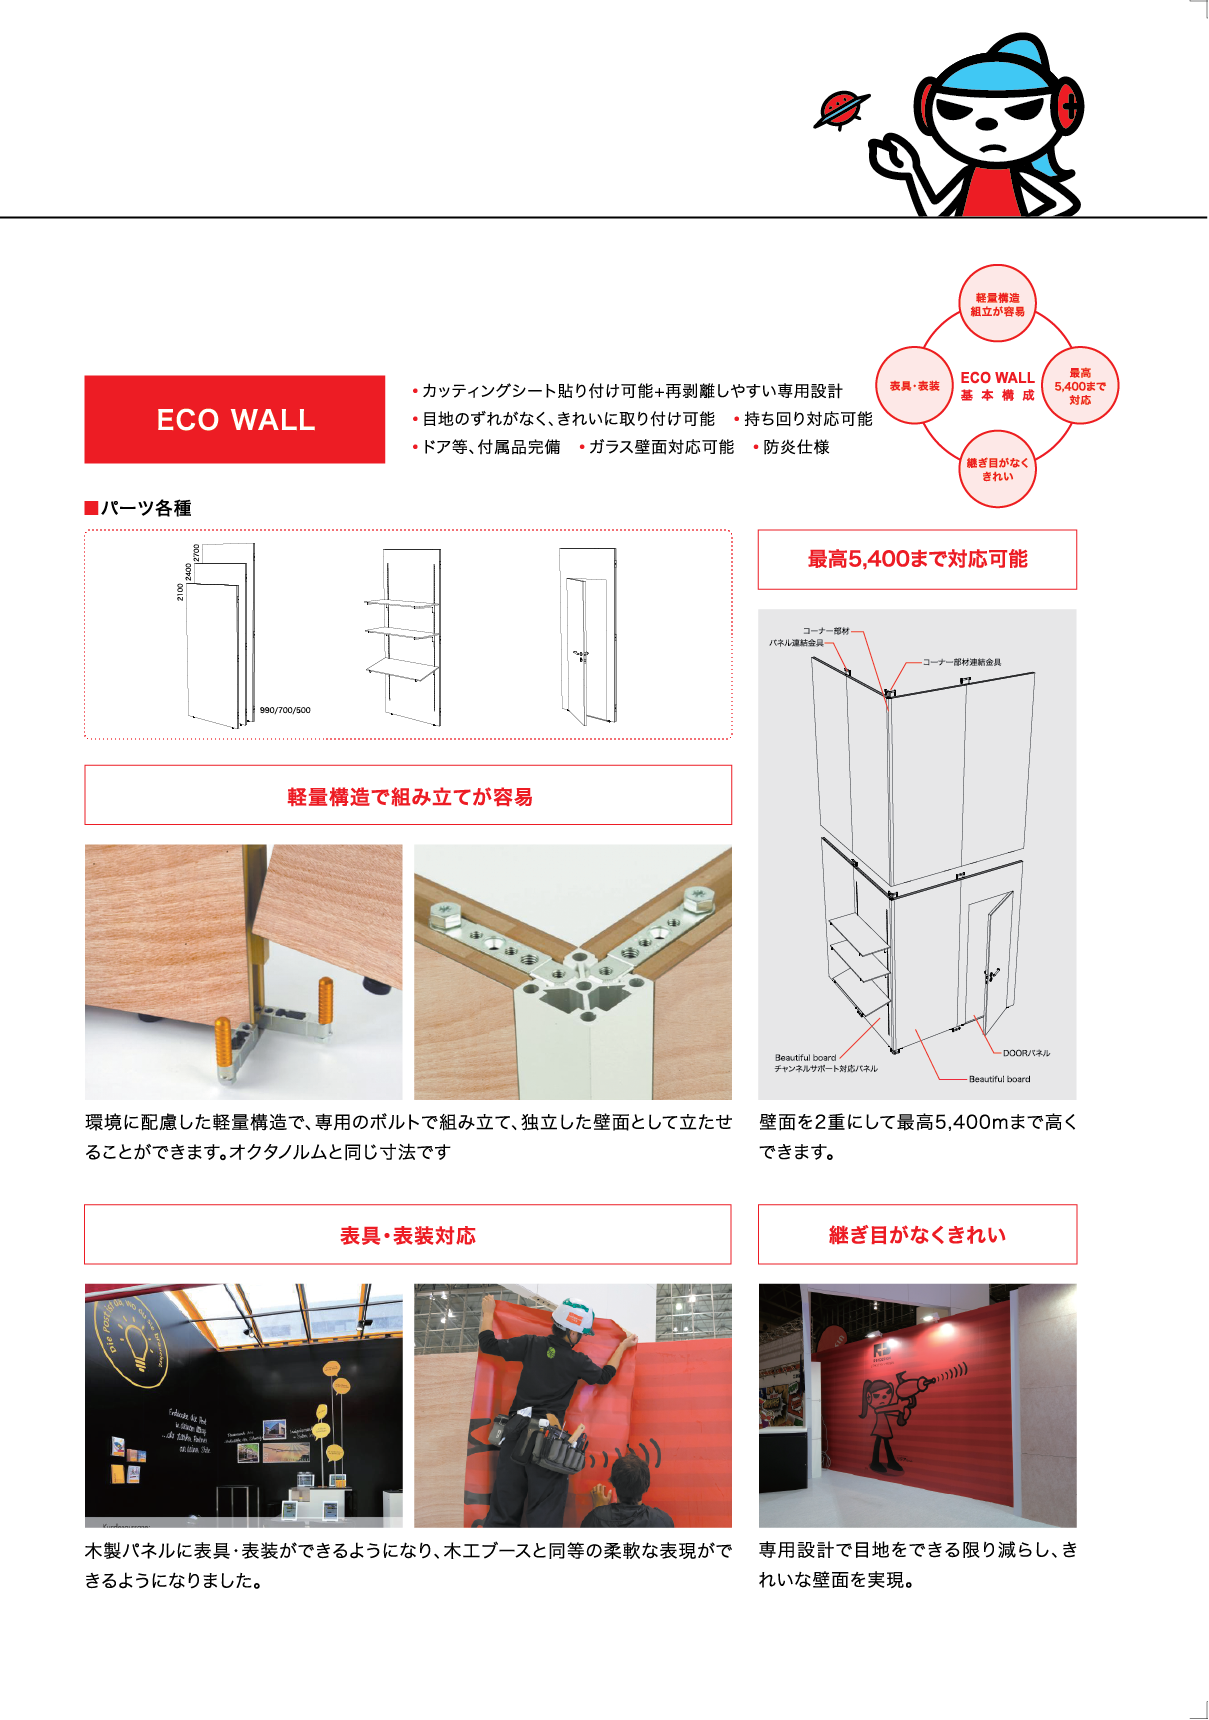 軽量構造
組立が容易
表具・表装
ECO WALL
基本構成
最高
5,400まで
対応
継ぎ目がなく
きれい
ECO WALL
• カッティングシート貼り付け可能+再剥離しやすい専用設計
• 目地のずれがなく、きれいに取り付け可能 • 持ち回り対応可能
• ドア等、付属品完備 • ガラス壁面対応可能 • 防炎仕様
■パーツ各種
2700
2400
2100
990/700/500
最高5,400まで対応可能
コーナー部材
パネル連結金具
コーナー部材連結金具
Beautiful board
チャンネルサポート対応パネル
DOORパネル
Beautiful board
軽量構造で組み立てが容易
環境に配慮した軽量構造で、専用のボルトで組み立て、独立した壁面として立たせ
ることができます。オクタノルムと同じ寸法です
壁面を2重にして最高5,400mまで高く
できます。
表具・表装対応
継ぎ目がなくきれい
Die Post ist da, wo
Entdecke die Post
木製パネルに表具・表装ができるようになり、木工ブースと同等の柔軟な表現がで
きるようになりました。
専用設計で目地をできる限り減らし、き
れいな壁面を実現。